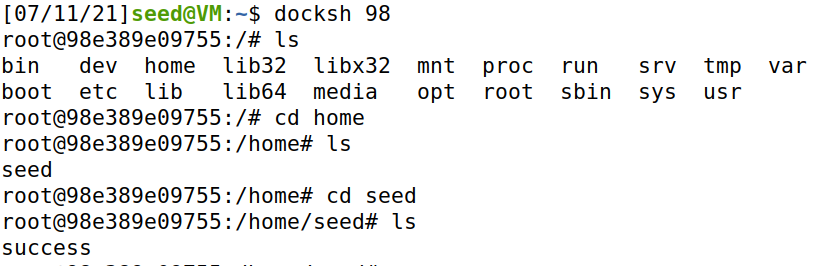 [07/11/21]seed@VM:~$ docksh 98
root@98e389e09755:/# ls
bin   dev  home  lib32  libx32  mnt  proc  run   srv  tmp  var
boot  etc  lib   lib64  media   opt  root  sbin  sys  usr
root@98e389e09755:/# cd home
root@98e389e09755:/home# ls
seed
root@98e389e09755:/home# cd seed
root@98e389e09755:/home/seed# ls
success